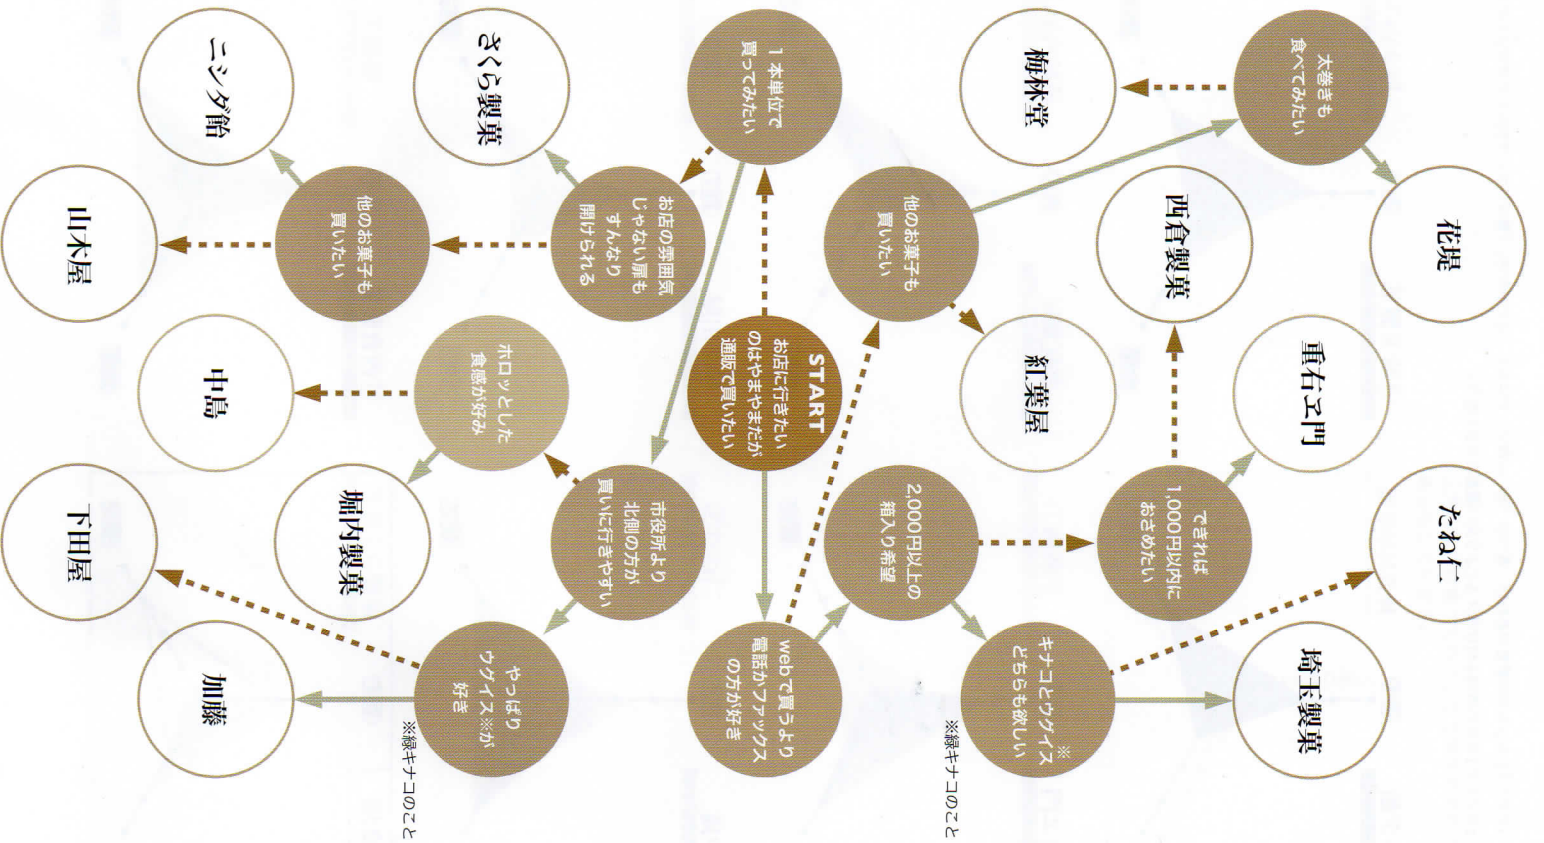 花堤
たね仁
太巻きも
食べてみたい
重右ヱ門
埼玉製菓
西倉製菓
できれば
1,000円以内に
おさめたい
梅林堂
紅葉屋
キナコとウグイス※
どちらも欲しい
※緑キナコのこと
他のお菓子も
買いたい
2,000円以上の
箱入り希望
1本単位で
買ってみたい
START
お店に行きたい
のはやまやまだが
通販で買いたい
webで買うより
電話かファックス
の方が好き
お店の雰囲気
じゃない扉も
すんなり
開けられる
市役所より
北側の方が
買いに行きやすい
さくら製菓
ホロッとした
食感が好み
やっぱり
ウグイス※が
好き
※緑キナコのこと
他のお菓子も
買いたい
堀内製菓
ニシダ飴
中島
加藤
山木屋
下田屋